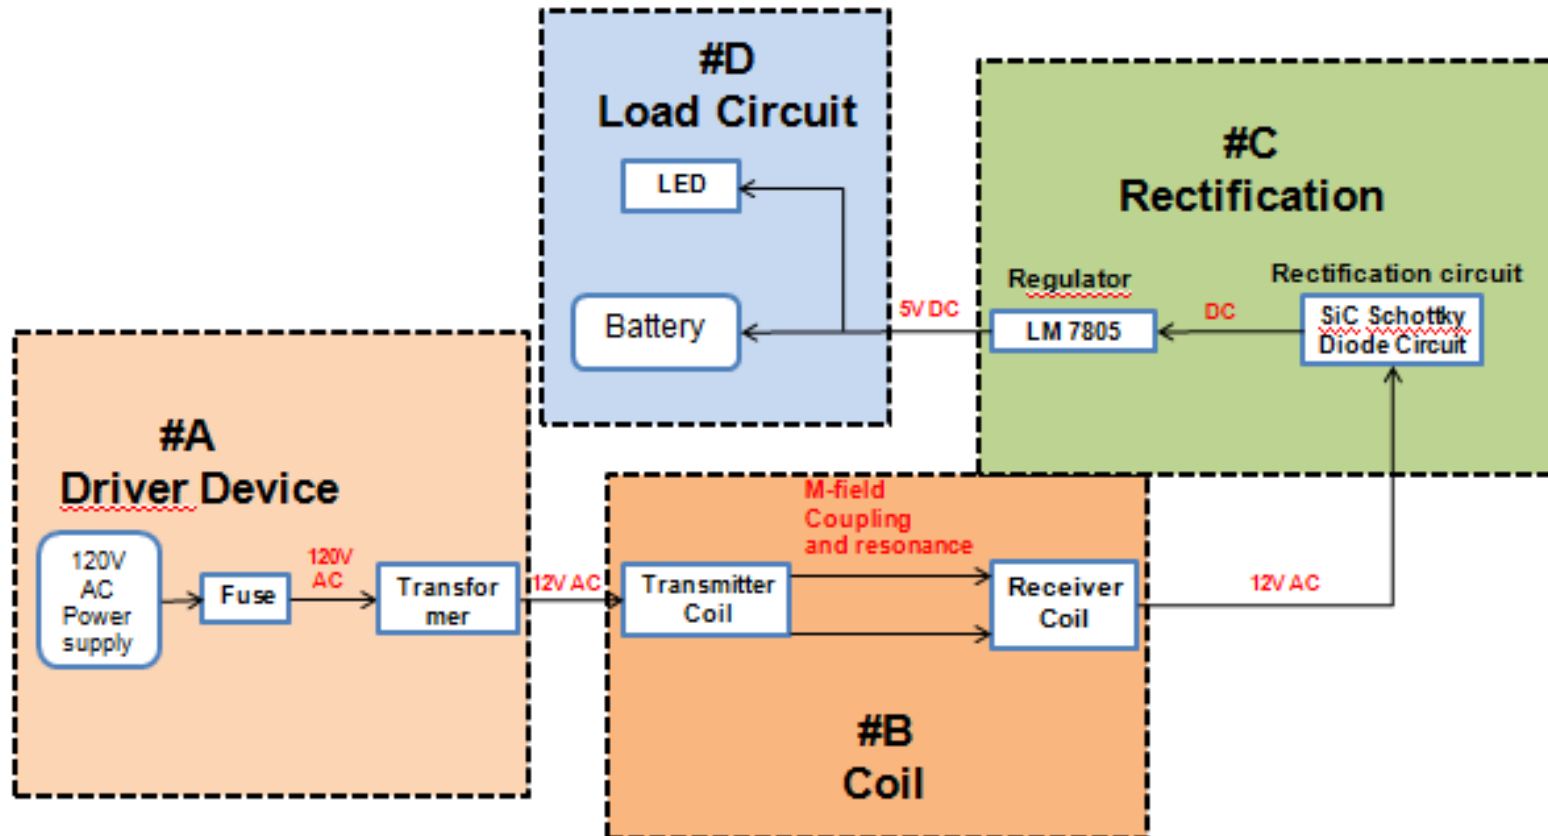 #D
Load Circuit
LED
Battery
#C
Rectification
Regulator
LM 7805
Rectification circuit
SiC Schottky
Diode Circuit
DC
5V DC
#A
Driver Device
120V
AC
Power
supply
Fuse
120V
AC
Transfor
mer
12V AC
M-field
Coupling
and resonance
Transmitter
Coil
Receiver
Coil
12V AC
#B
Coil